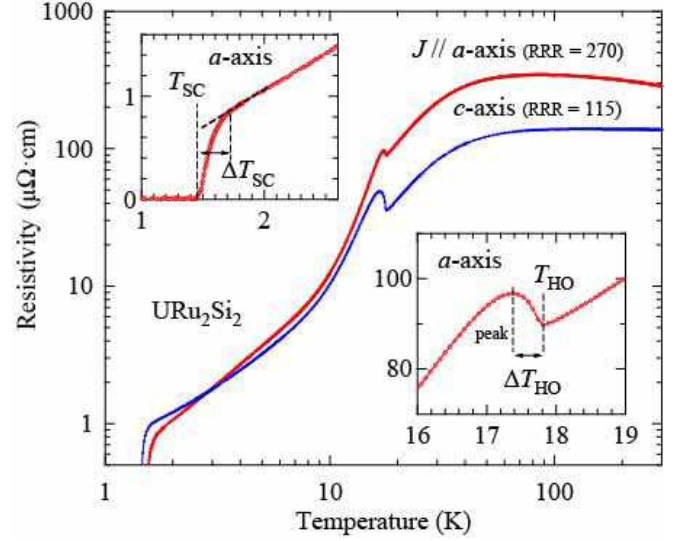 1000
100
10
1
Resistivity (μΩ·cm)
1
10
100
Temperature (K)
J // a-axis (RRR = 270)
c-axis (RRR = 115)
URu2Si2
a-axis
TSC
ΔTSC
1
0
1
2
a-axis
THO
peak
ΔTHO
100
80
16
17
18
19